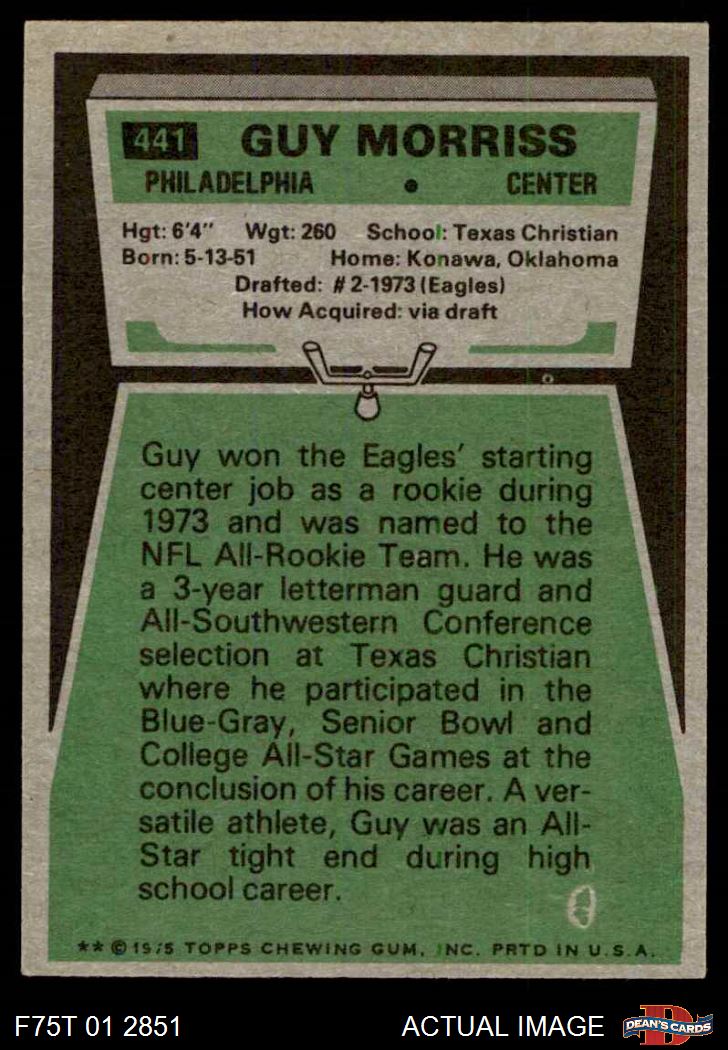 441 GUY MORRISS
PHILADELPHIA • CENTER
Hgt: 6'4" Wgt: 260 School: Texas Christian
Born: 5-13-51 Home: Konawa, Oklahoma
Drafted: #2-1973 (Eagles)
How Acquired: via draft
Guy won the Eagles' starting
center job as a rookie during
1973 and was named to the
NFL All-Rookie Team. He was
a 3-year letterman guard and
All-Southwestern Conference
selection at Texas Christian
where he participated in the
Blue-Gray, Senior Bowl and
College All-Star Games at the
conclusion of his career. A ver-
satile athlete, Guy was an All-
Star tight end during high
school career.
** © 1975 TOPPS CHEWING GUM, INC. PRTD IN U.S.A.
F75T 01 2851 ACTUAL IMAGE D DEAN'S CARDS